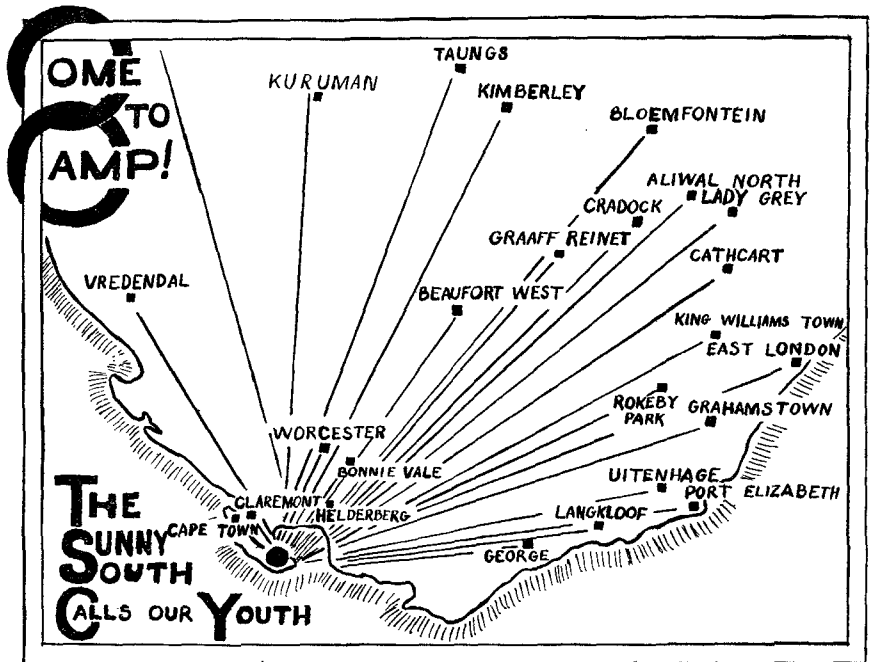 COME
TO
CAMP!
TAUNGS
KURUMAN
KIMBERLEY
BLOEMFONTEIN
ALIWAL NORTH
LADY GREY
CRADOCK
GRAAFF REINET
CATHCART
VREDENDAL
BEAUFORT WEST
KING WILLIAMS TOWN
EAST LONDON
ROKEBY
PARK
GRAHAMSTOWN
WORCESTER
BONNIE VALE
UITENHAGE
PORT ELIZABETH
CLAREMONT
HELDERBERG
LANGKLOOF
CAPE TOWN
GEORGE
THE
SUNNY
SOUTH
CALLS OUR YOUTH